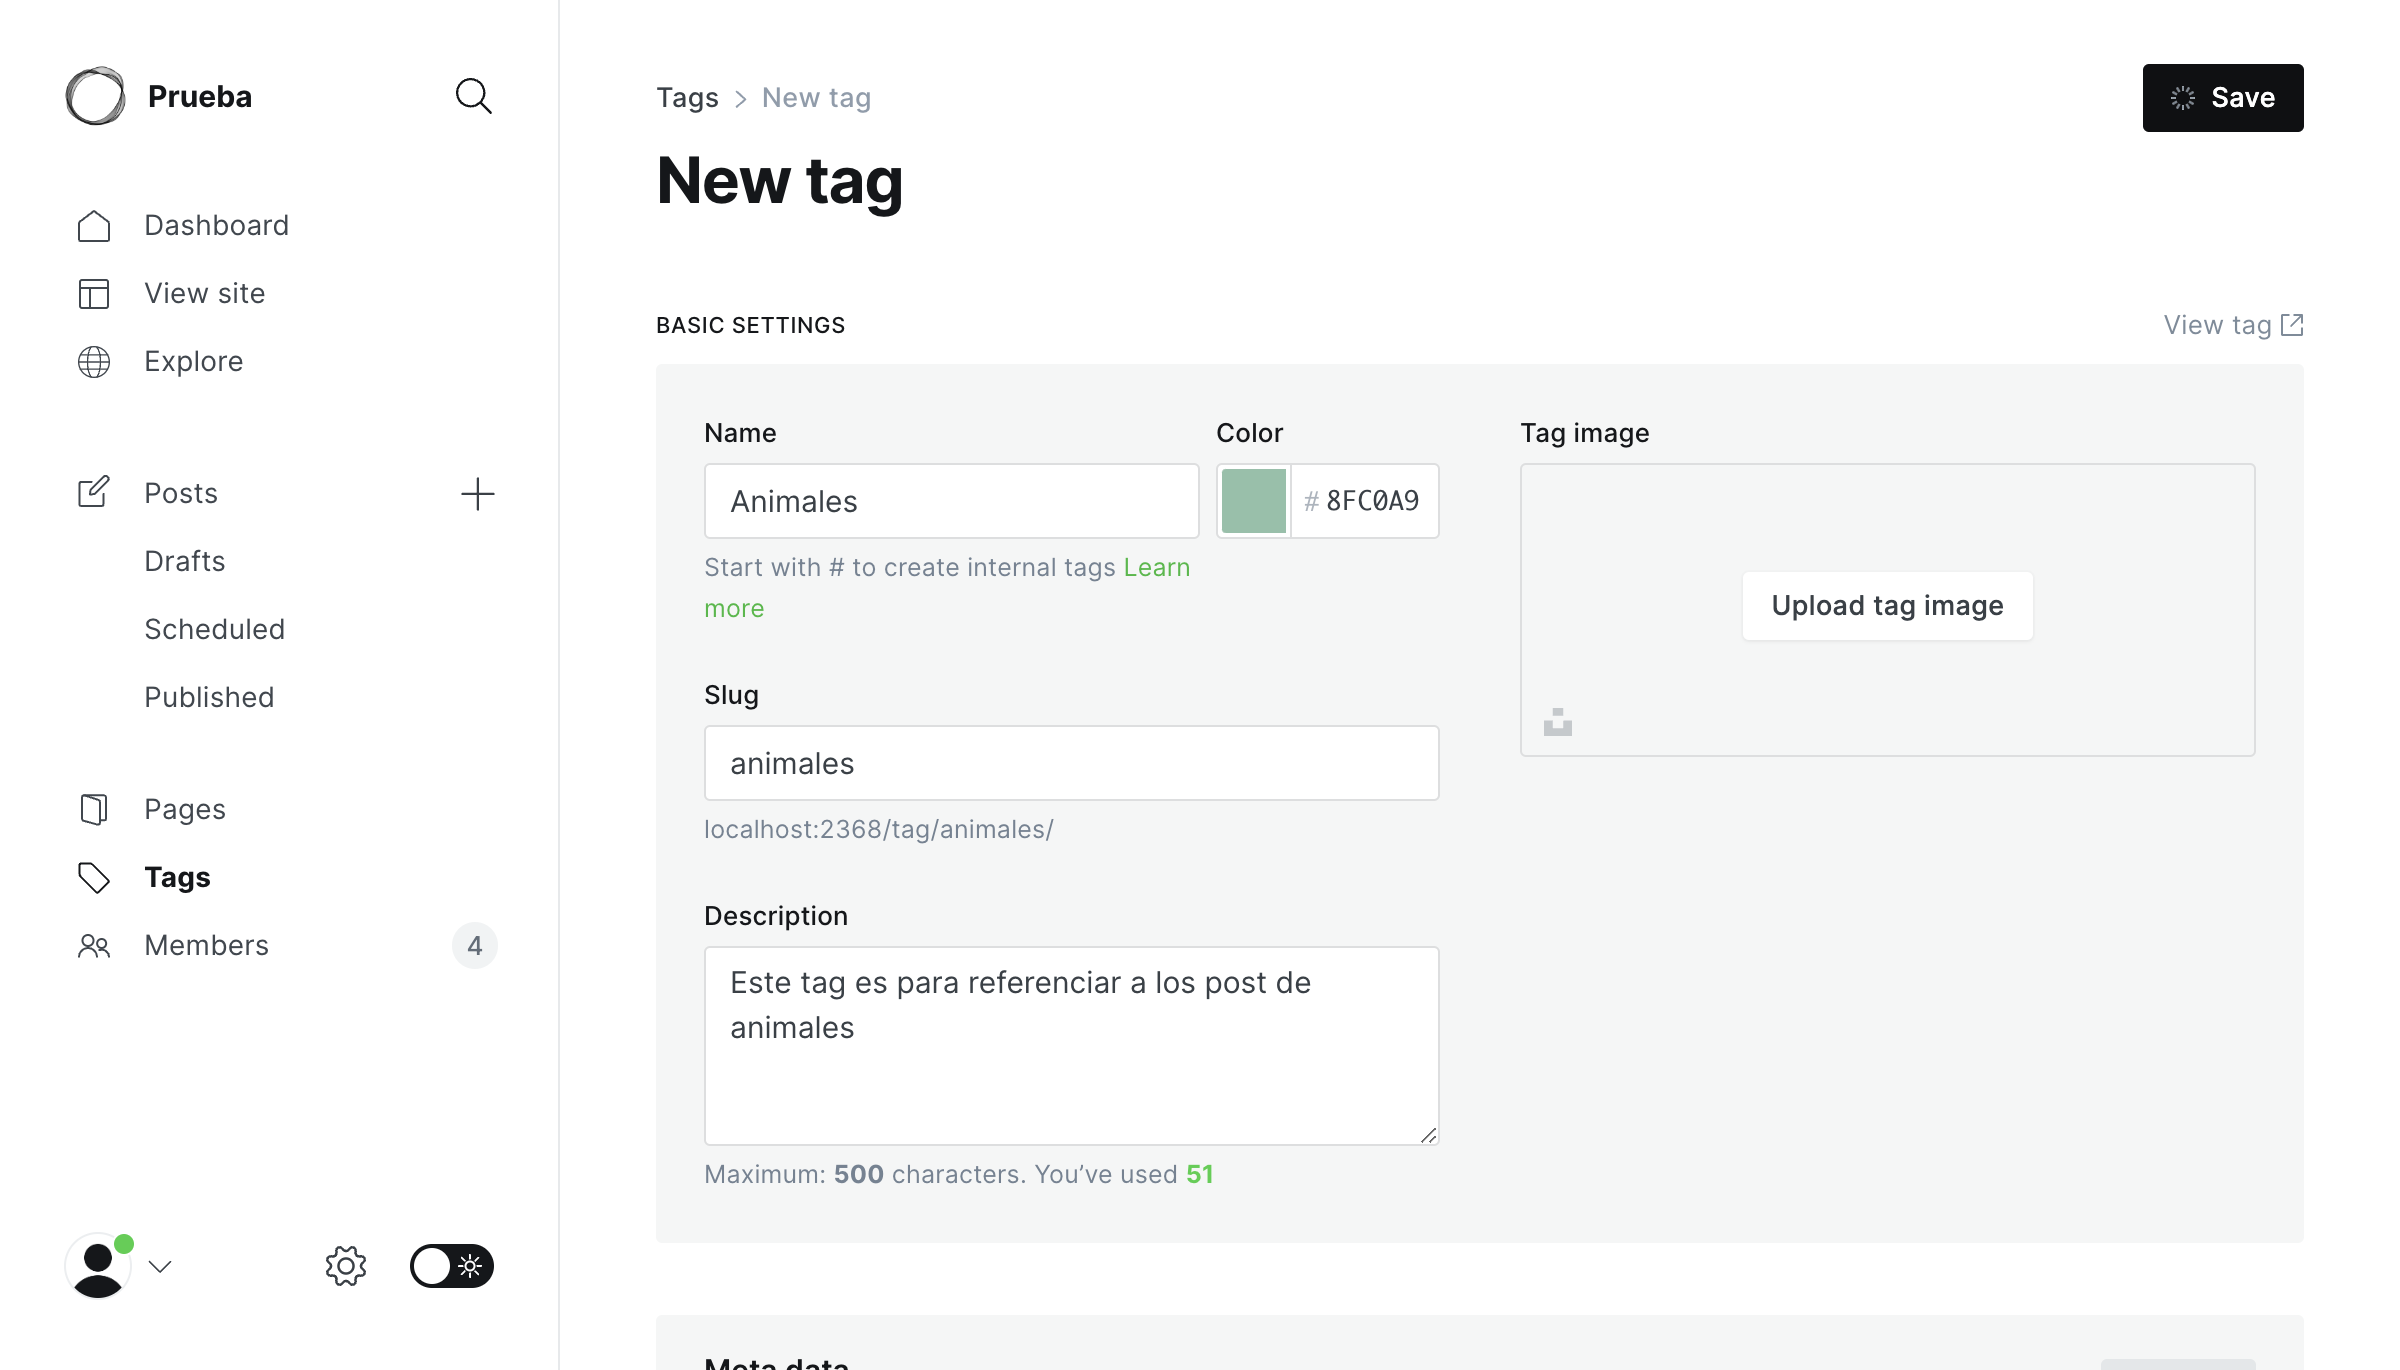 Prueba
Dashboard
View site
Explore
Posts
Drafts
Scheduled
Published
Pages
Tags
Members
4
Tags > New tag
Save
New tag
BASIC SETTINGS
View tag
Name
Animales
Start with # to create internal tags Learn
more
Color
# 8FC0A9
Slug
animales
localhost:2368/tag/animales/
Description
Este tag es para referenciar a los post de
animales
Maximum: 500 characters. You’ve used 51
Tag image
Upload tag image
Meta data